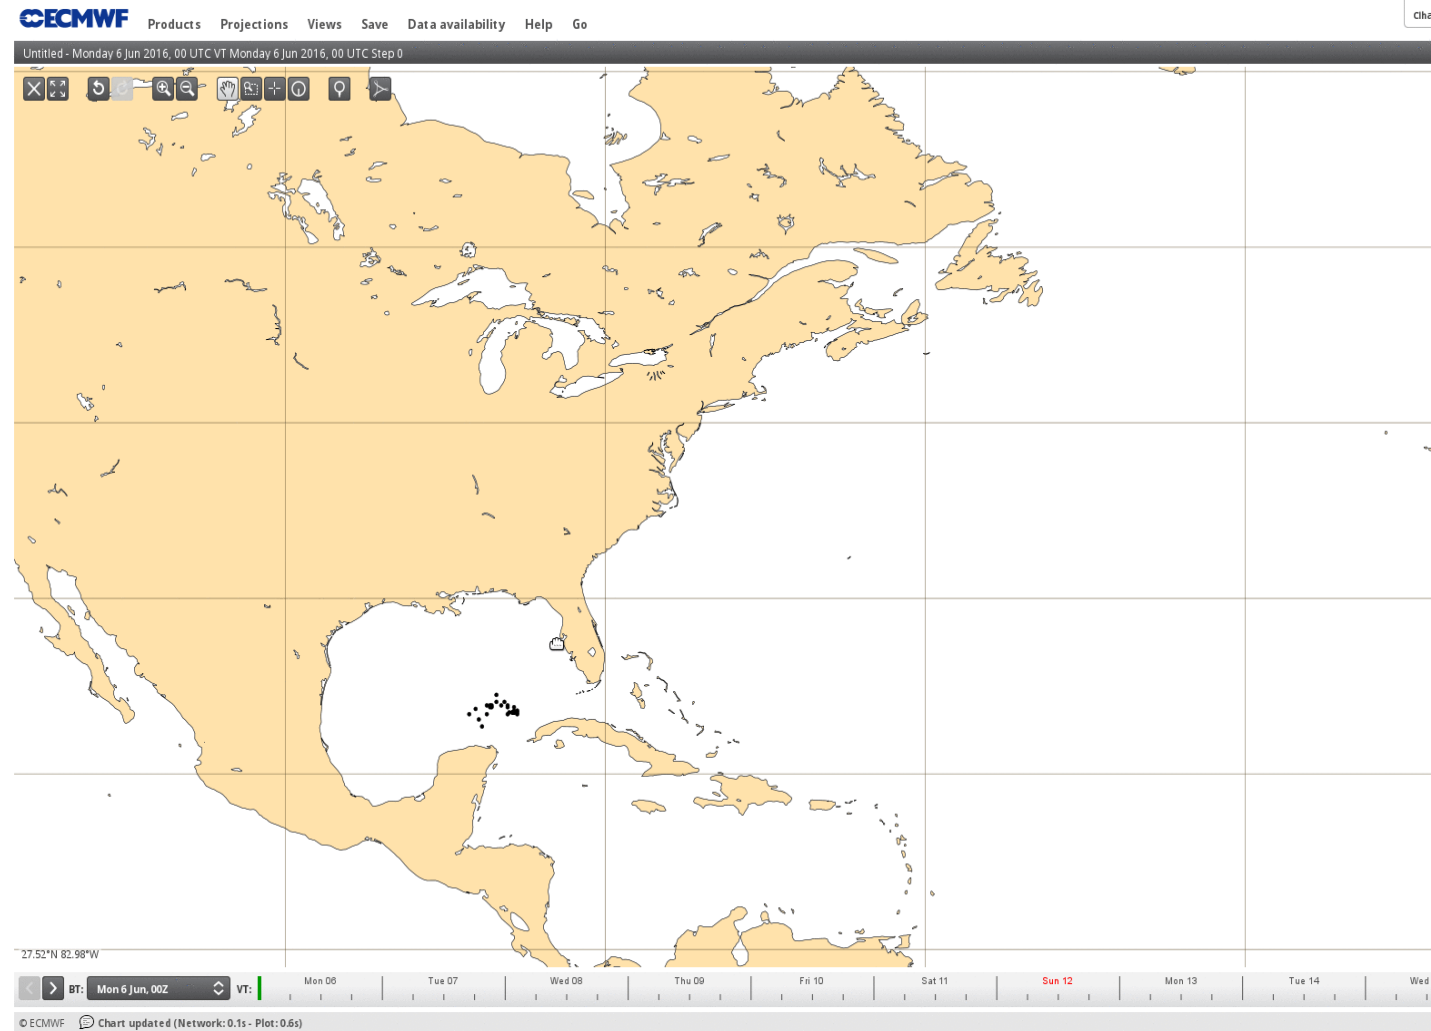 ECMWF Products Projections Views Save Data availability Help Go
Untitled - Monday 6 Jun 2016, 00 UTC VT Monday 6 Jun 2016, 00 UTC Step 0
27.52°N 82.98°W
BT: Mon 6 Jun, 00Z VT: Mon 06 Tue 07 Wed 08 Thu 09 Fri 10 Sat 11 Sun 12 Mon 13 Tue 14 Wed
© ECMWF Chart updated (Network: 0.1s - Plot: 0.6s)